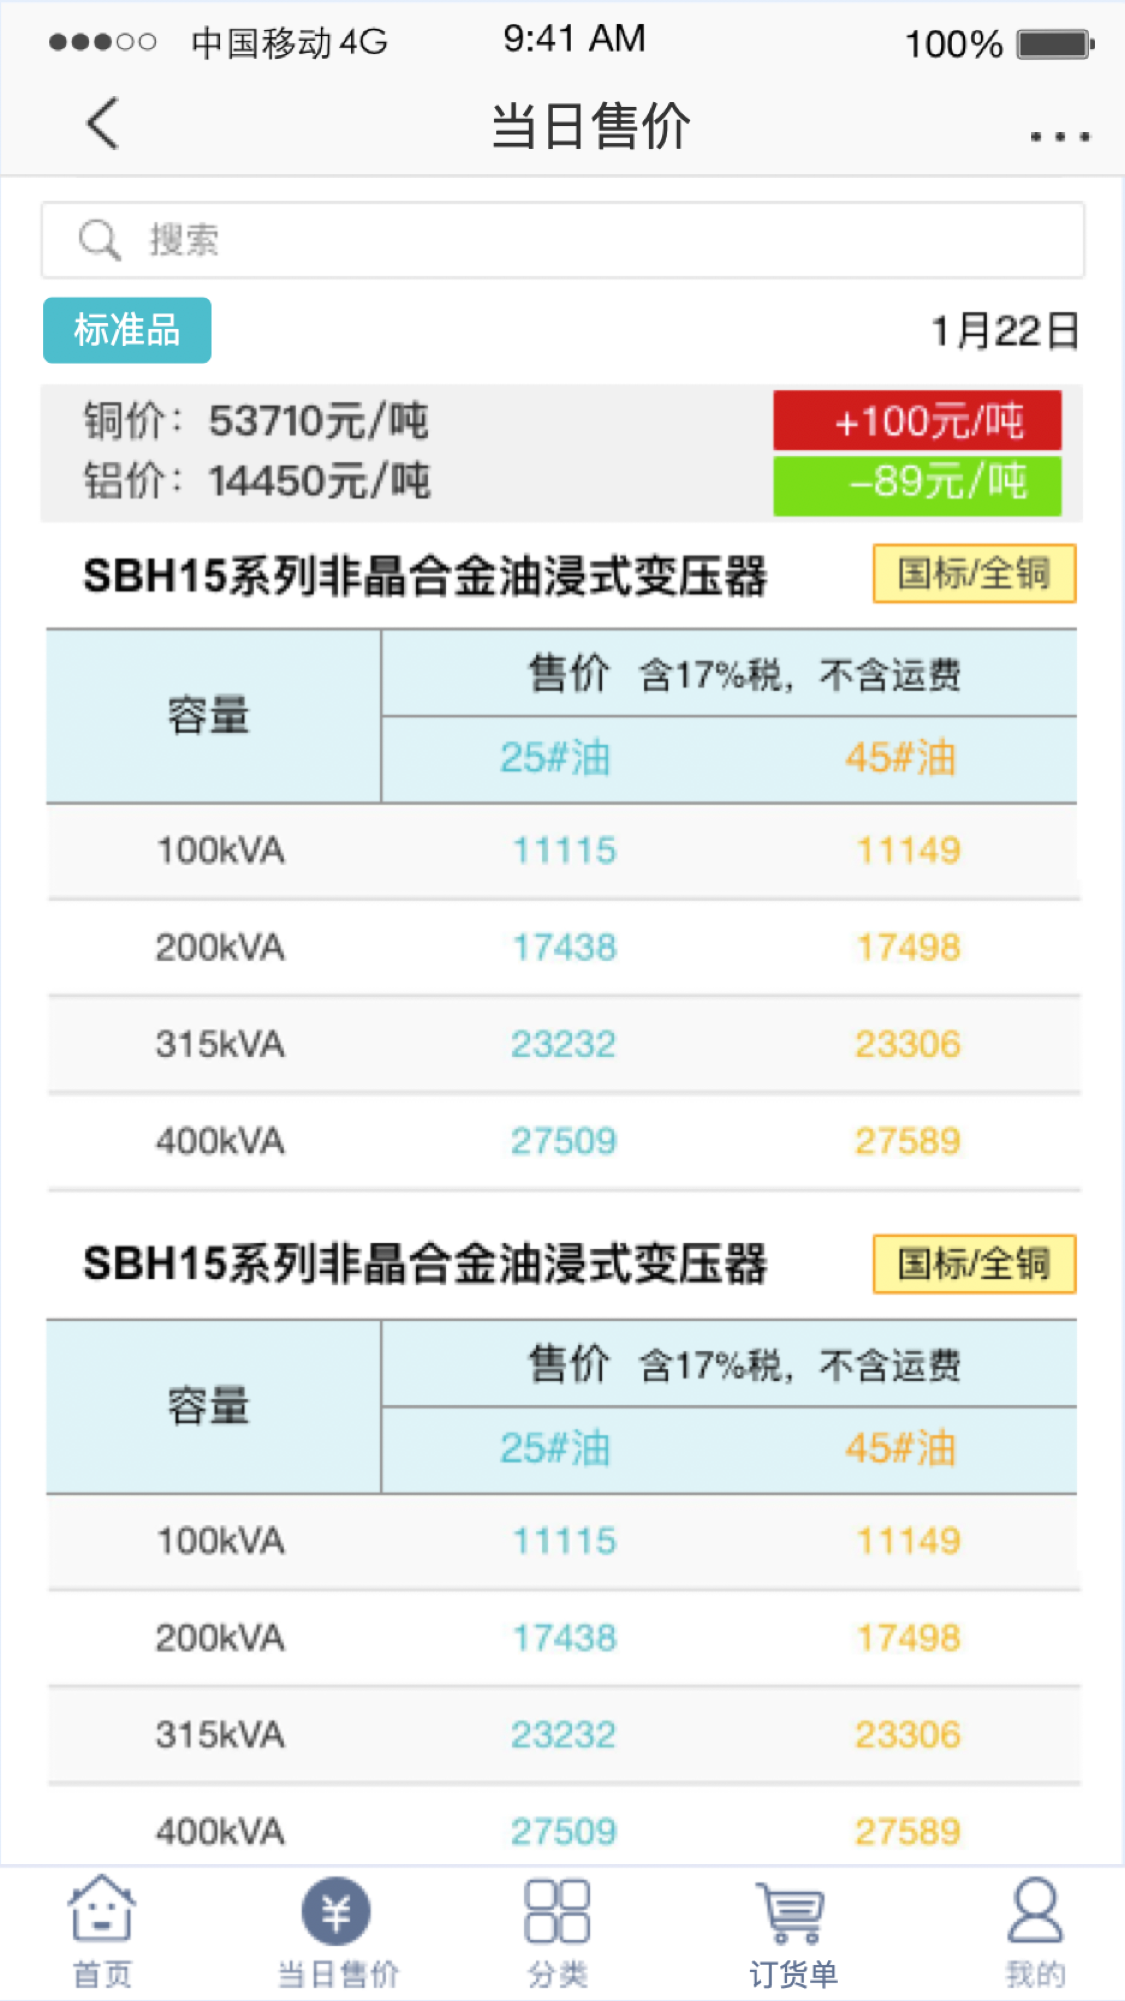 中国移动 4G 9:41 AM 100%
当日售价
搜索
标准品 1月22日
铜价：53710元/吨 +100元/吨
铝价：14450元/吨 -89元/吨
SBH15系列非晶合金油浸式变压器 国标/全铜
容量 售价 含17%税，不含运费
25#油 45#油
100kVA 11115 11149
200kVA 17438 17498
315kVA 23232 23306
400kVA 27509 27589
SBH15系列非晶合金油浸式变压器 国标/全铜
容量 售价 含17%税，不含运费
25#油 45#油
100kVA 11115 11149
200kVA 17438 17498
315kVA 23232 23306
400kVA 27509 27589
首页 当日售价 分类 订货单 我的